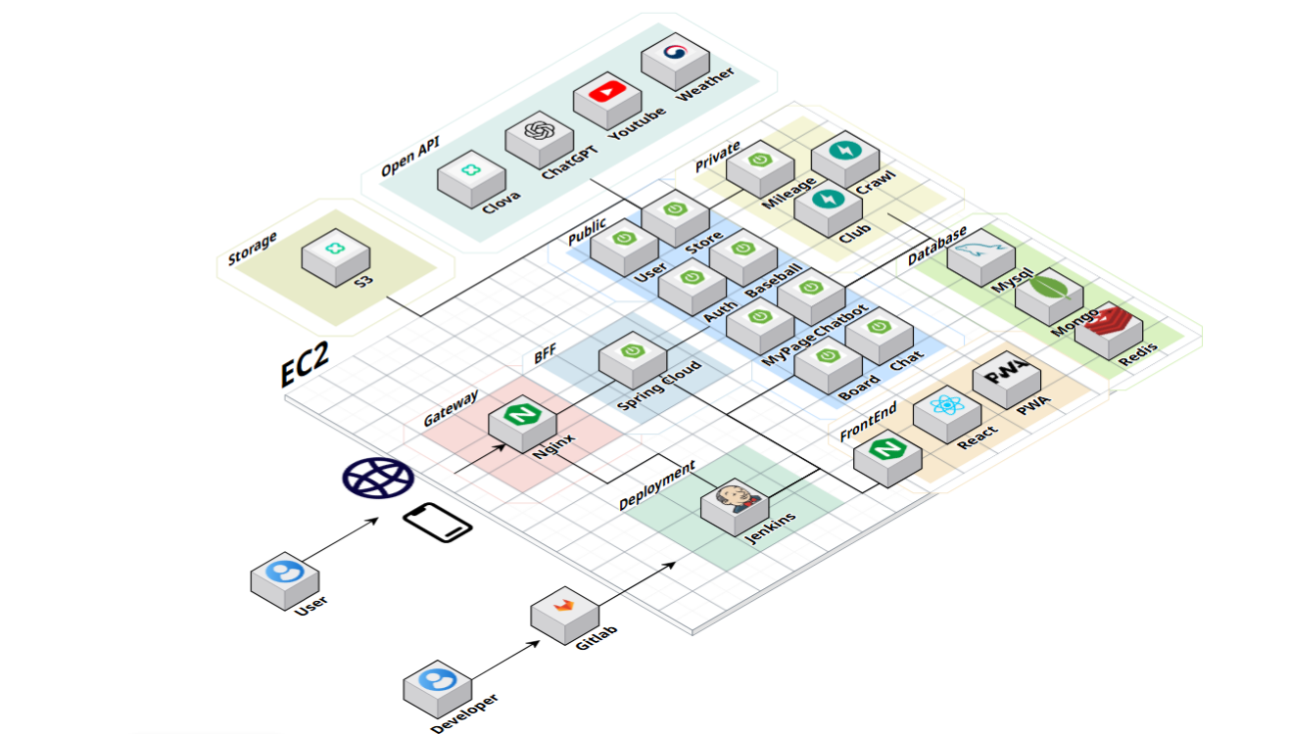 Open API
Weather
Youtube
ChatGPT
Clova
Storage
S3
Private
Mileage
Crawl
Club
Public
Store
User
Baseball
Auth
Chatbot
MyPage
Chat
Board
Database
Mysql
Mongo
Redis
EC2
BFF
Spring Cloud
Gateway
Nginx
FrontEnd
PWA
PWA
React
Deployment
Jenkins
User
Gitlab
Developer